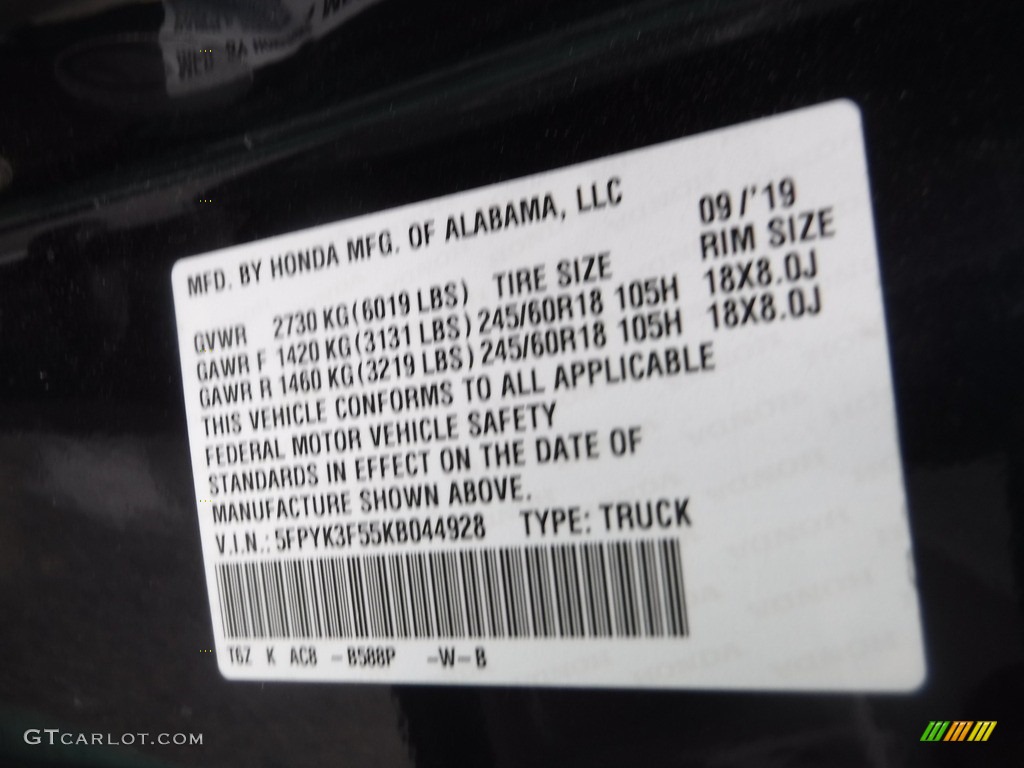 MFD. BY HONDA MFG. OF ALABAMA, LLC 09/'19
GVWR 2730 KG(6019 LBS) TIRE SIZE RIM SIZE
GAWR F 1420 KG(3131 LBS)245/60R18 105H 18X8.0J
GAWR R 1460 KG(3219 LBS)245/60R18 105H 18X8.0J
THIS VEHICLE CONFORMS TO ALL APPLICABLE
FEDERAL MOTOR VEHICLE SAFETY
STANDARDS IN EFFECT ON THE DATE OF
MANUFACTURE SHOWN ABOVE.
V.I.N.: 5FPYK3F55KB044928 TYPE: TRUCK
T6Z K AC8 -B588P -W-B
GTCARLOT.COM